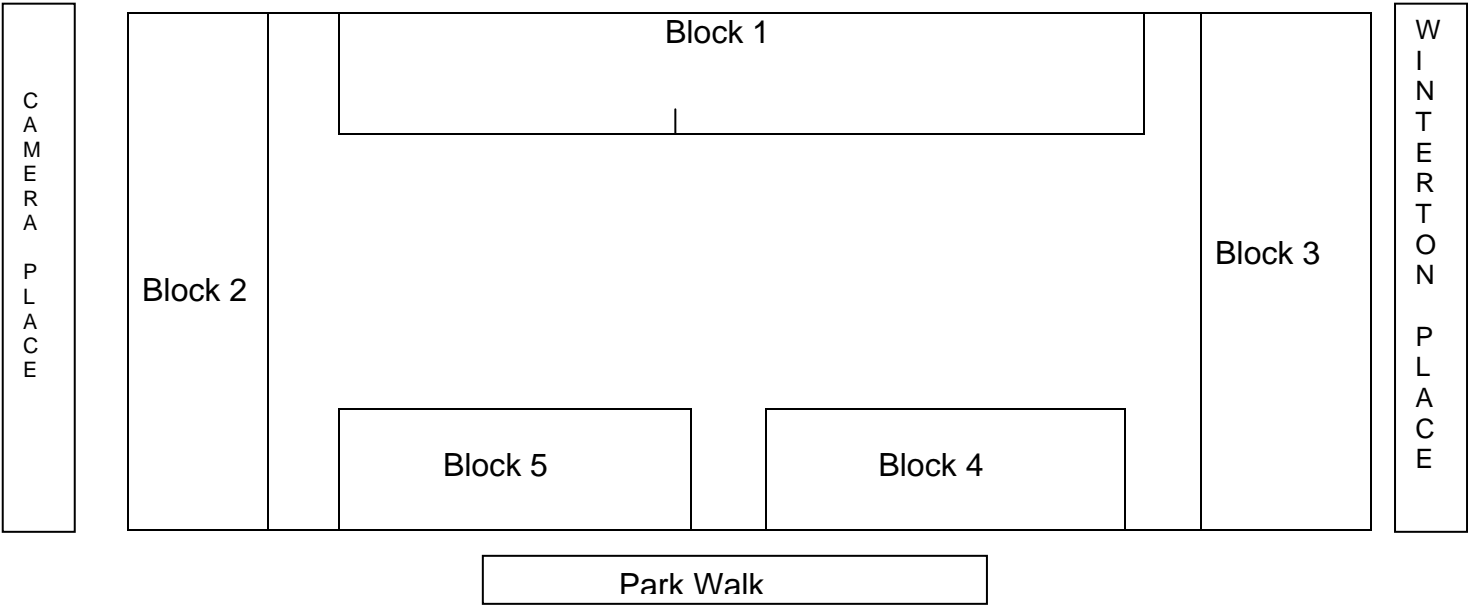 CAMERA PLACE
Block 1
WINTERTON PLACE
Block 2
Block 3
Block 5
Block 4
Park Walk